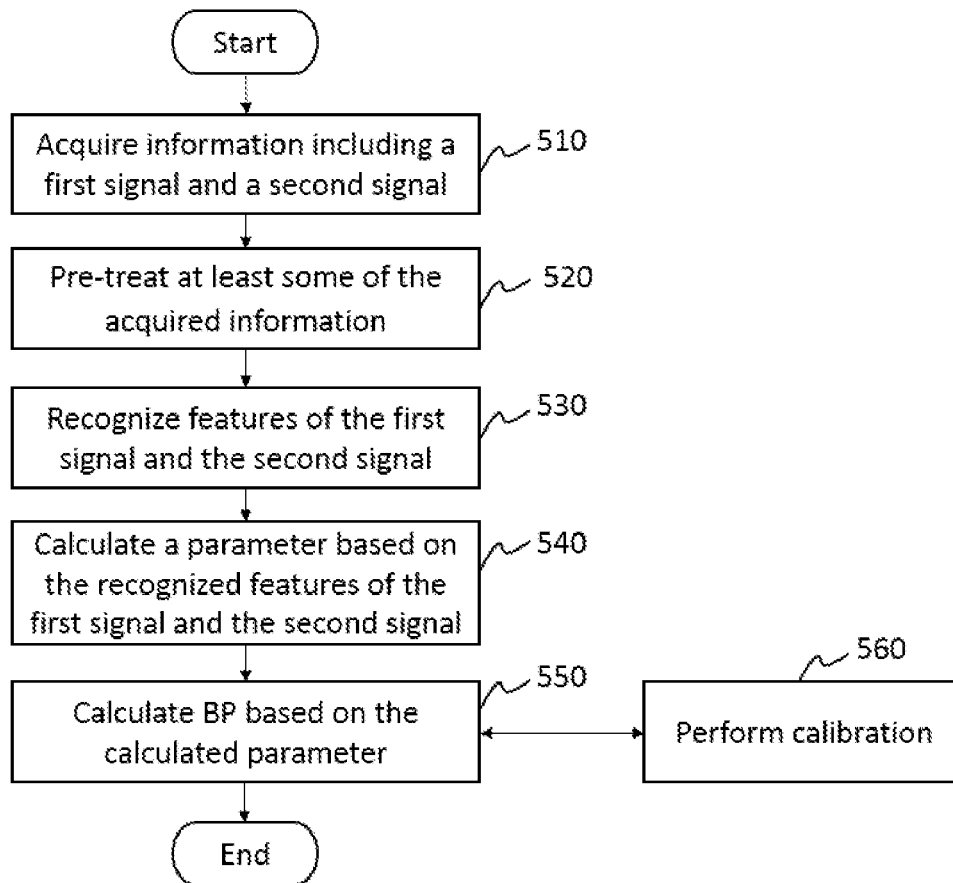 Start
Acquire information including a
first signal and a second signal
510
Pre-treat at least some of the
acquired information
520
Recognize features of the first
signal and the second signal
530
Calculate a parameter based on
the recognized features of the
first signal and the second signal
540
Calculate BP based on the
calculated parameter
550
Perform calibration
560
End